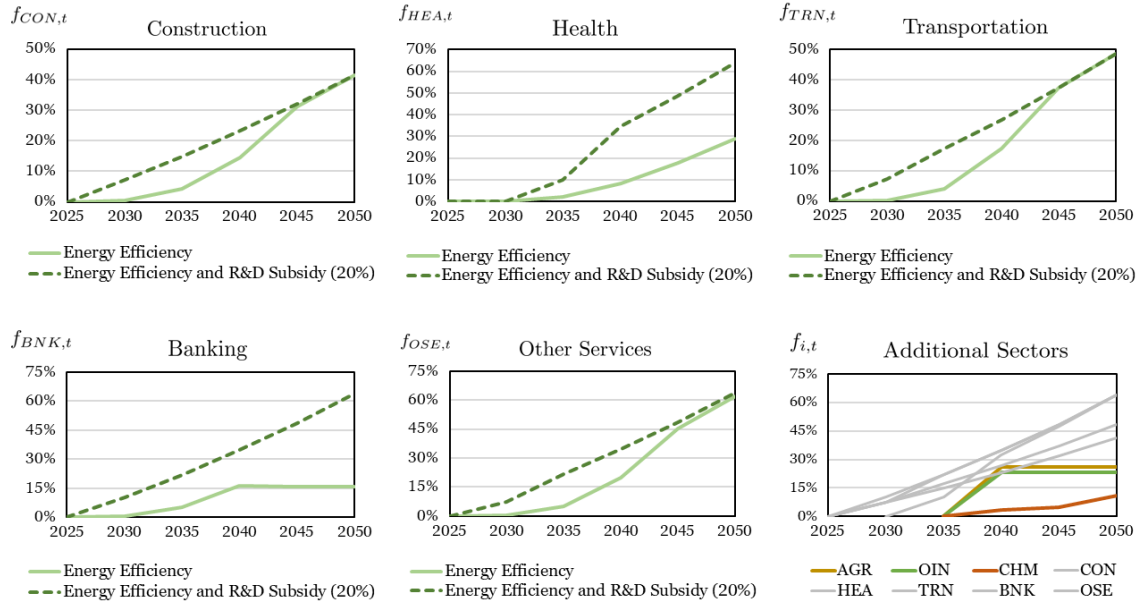 f_{CON,t}
Construction
50%
40%
30%
20%
10%
0%
2025 2030 2035 2040 2045 2050
Energy Efficiency
Energy Efficiency and R&D Subsidy (20%)
f_{HEA,t}
Health
70%
60%
50%
40%
30%
20%
10%
0%
2025 2030 2035 2040 2045 2050
Energy Efficiency
Energy Efficiency and R&D Subsidy (20%)
f_{TRN,t}
Transportation
50%
40%
30%
20%
10%
0%
2025 2030 2035 2040 2045 2050
Energy Efficiency
Energy Efficiency and R&D Subsidy (20%)
f_{BNK,t}
Banking
75%
60%
45%
30%
15%
0%
2025 2030 2035 2040 2045 2050
Energy Efficiency
Energy Efficiency and R&D Subsidy (20%)
f_{OSE,t}
Other Services
75%
60%
45%
30%
15%
0%
2025 2030 2035 2040 2045 2050
Energy Efficiency
Energy Efficiency and R&D Subsidy (20%)
f_{i,t}
Additional Sectors
75%
60%
45%
30%
15%
0%
2025 2030 2035 2040 2045 2050
AGR OIN CHM CON
HEA TRN BNK OSE